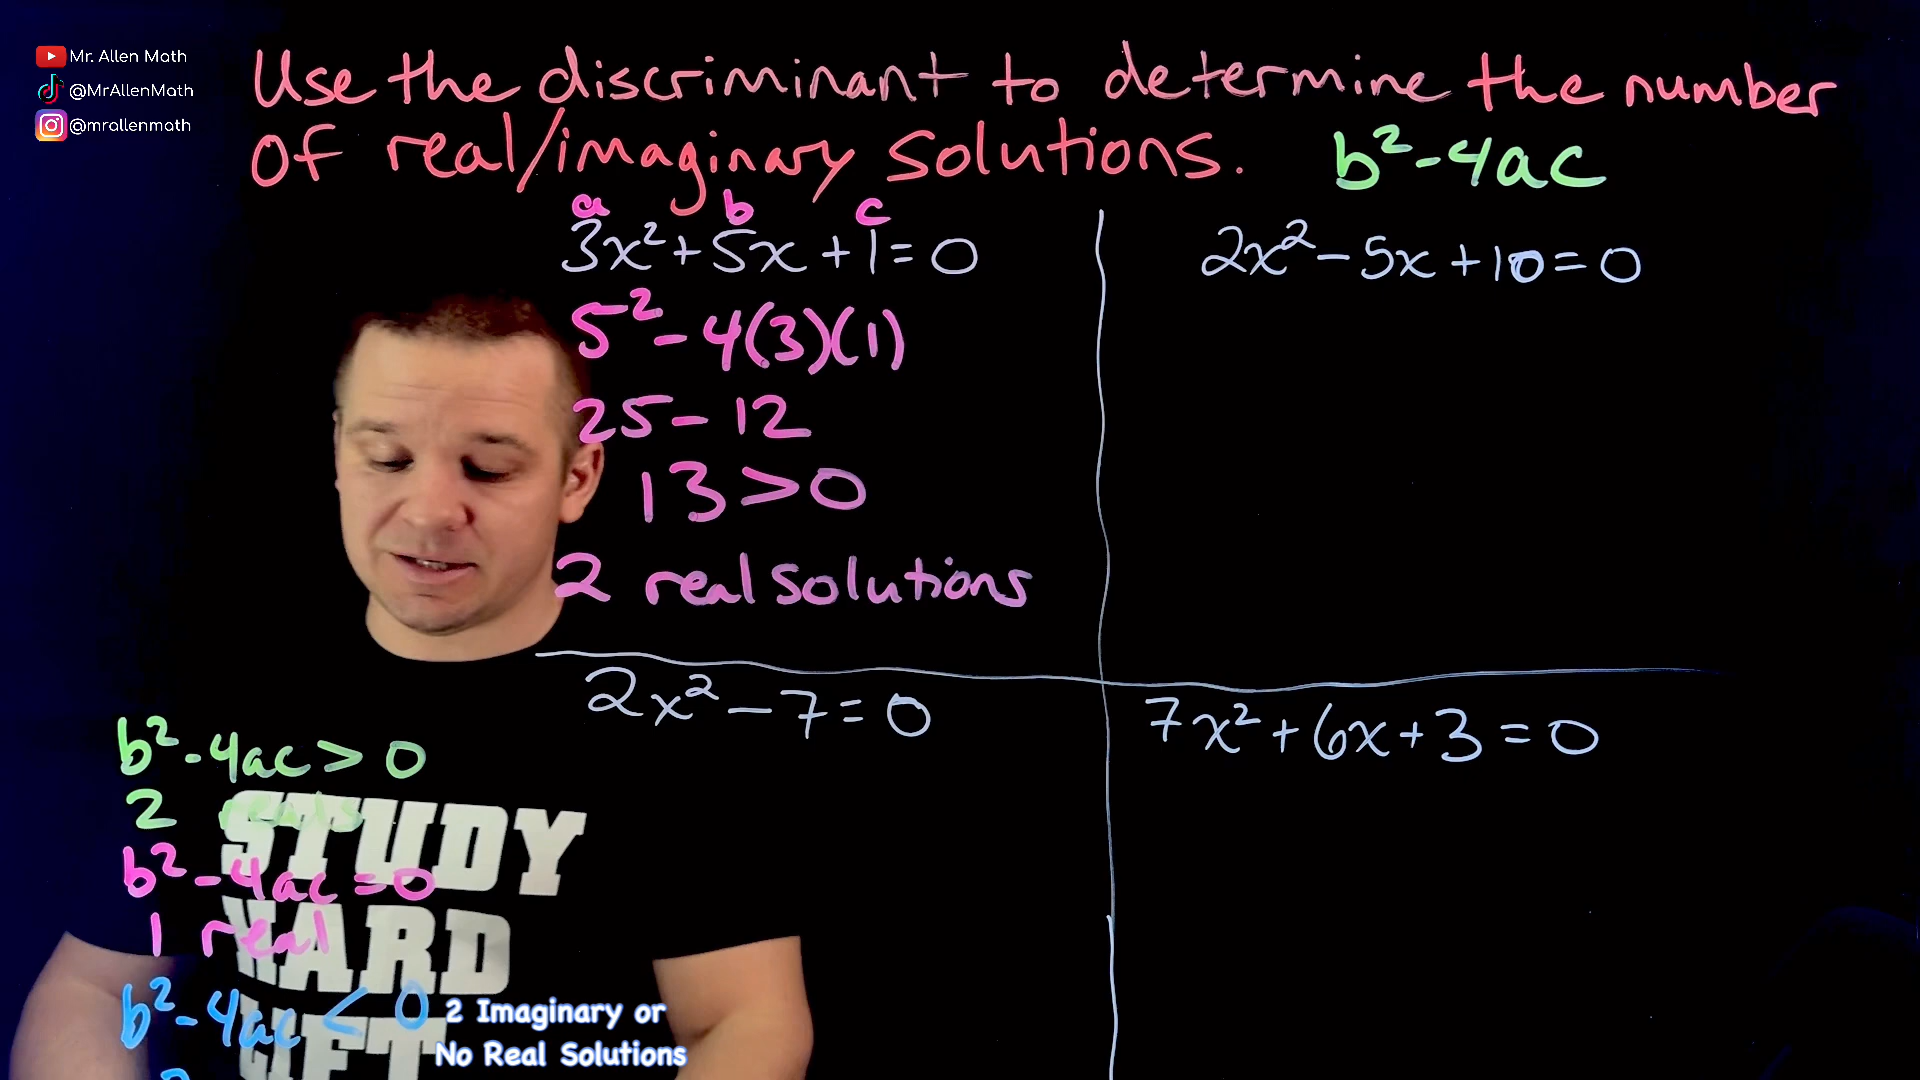 Mr. Allen Math
@MrAllenMath
@mrallenmath
Use the discriminant to determine the number
of real/imaginary solutions. b²-4ac
a b c
3x²+5x+1=0
5²-4(3)(1)
25-12
13>0
2 real solutions
2x²-5x+10=0
2x²-7=0
7x²+6x+3=0
b²-4ac>0
2 reals
b²-4ac=0
1 real
b²-4ac<0
2 Imaginary or
No Real Solutions
STUDY
HARD
LIFT